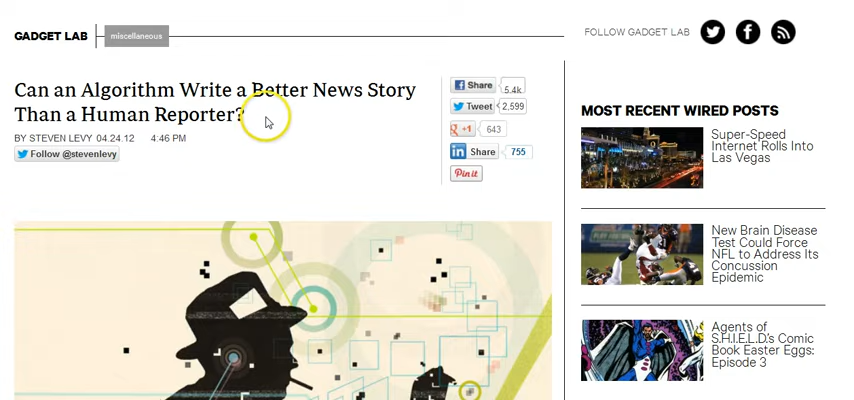 GADGET LAB
miscellaneous
FOLLOW GADGET LAB
Can an Algorithm Write a Better News Story
Than a Human Reporter?
BY STEVEN LEVY 04.24.12 4:46 PM
Follow @stevenlevy
Share 5.4k
Tweet 2,599
g +1 643
in Share 755
Pin it
MOST RECENT WIRED POSTS
Super-Speed
Internet Rolls Into
Las Vegas
New Brain Disease
Test Could Force
NFL to Address Its
Concussion
Epidemic
Agents of
S.H.I.E.L.D.'s Comic
Book Easter Eggs:
Episode 3